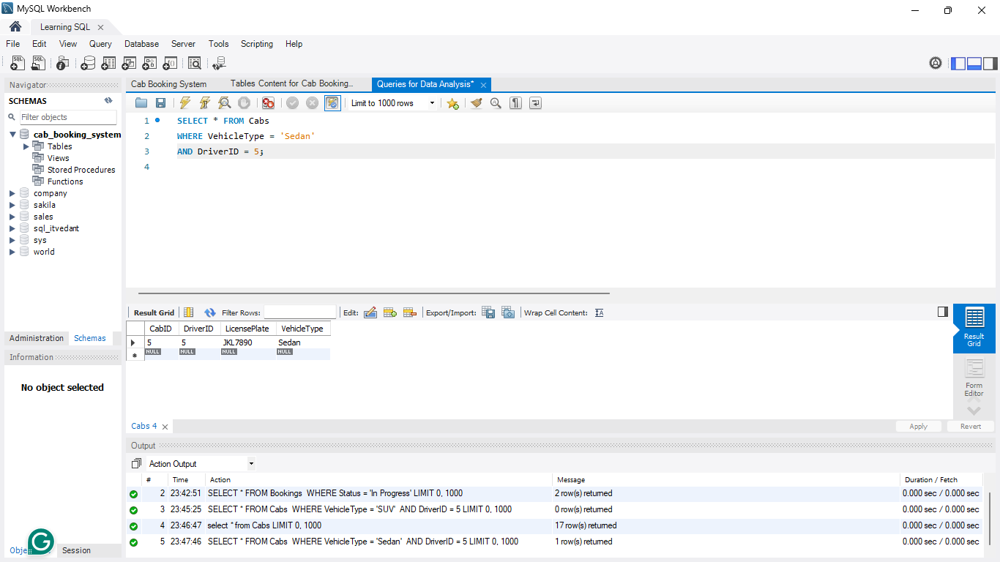 MySQL Workbench
Learning SQL
File Edit View Query Database Server Tools Scripting Help
Navigator
SCHEMAS
Filter objects
cab_booking_system
Tables
Views
Stored Procedures
Functions
company
sakila
sales
sql_itvedant
sys
world
Administration Schemas
Information
No object selected
Session
Cab Booking System Tables Content for Cab Booking... Queries for Data Analysis*
Limit to 1000 rows
1 SELECT * FROM Cabs
2 WHERE VehicleType = 'Sedan'
3 AND DriverID = 5;
4
Result Grid Filter Rows: Edit: Export/Import: Wrap Cell Content:
CabID DriverID LicensePlate VehicleType
5 5 JKL7890 Sedan
NULL NULL NULL NULL
Result Grid
Form Editor
Cabs 4
Apply Revert
Output
Action Output
# Time Action Message Duration / Fetch
2 23:42:51 SELECT * FROM Bookings WHERE Status = 'In Progress' LIMIT 0, 1000 2 row(s) returned 0.000 sec / 0.000 sec
3 23:45:25 SELECT * FROM Cabs WHERE VehicleType = 'SUV' AND DriverID = 5 LIMIT 0, 1000 0 row(s) returned 0.000 sec / 0.000 sec
4 23:46:47 select * from Cabs LIMIT 0, 1000 17 row(s) returned 0.000 sec / 0.000 sec
5 23:47:46 SELECT * FROM Cabs WHERE VehicleType = 'Sedan' AND DriverID = 5 LIMIT 0, 1000 1 row(s) returned 0.000 sec / 0.000 sec